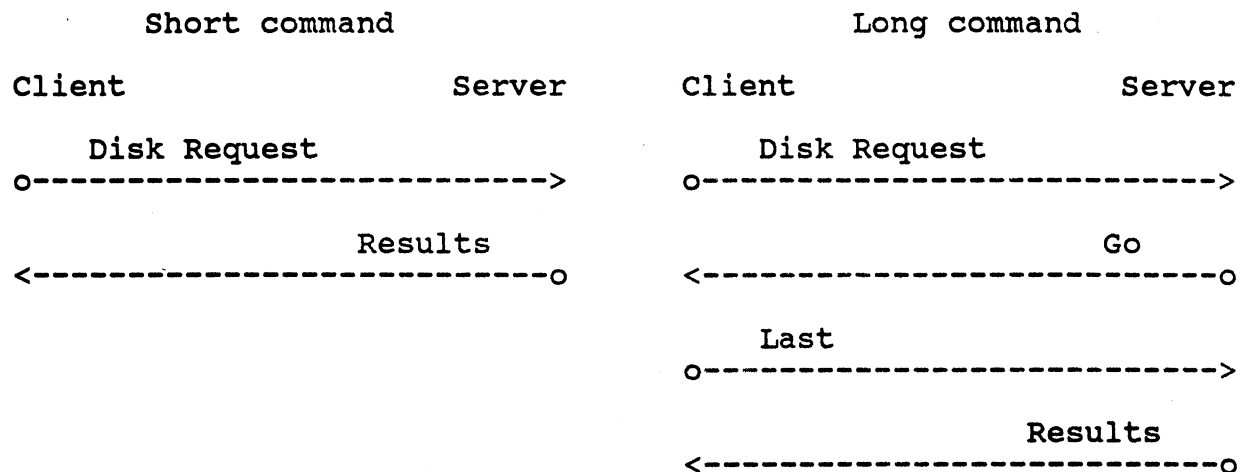 Short command Long command
Client Server Client Server
Disk Request Disk Request
o---------------------------> o--------------------------->
Results Go
<---------------------------o <---------------------------o
Last
o--------------------------->
Results
<---------------------------o